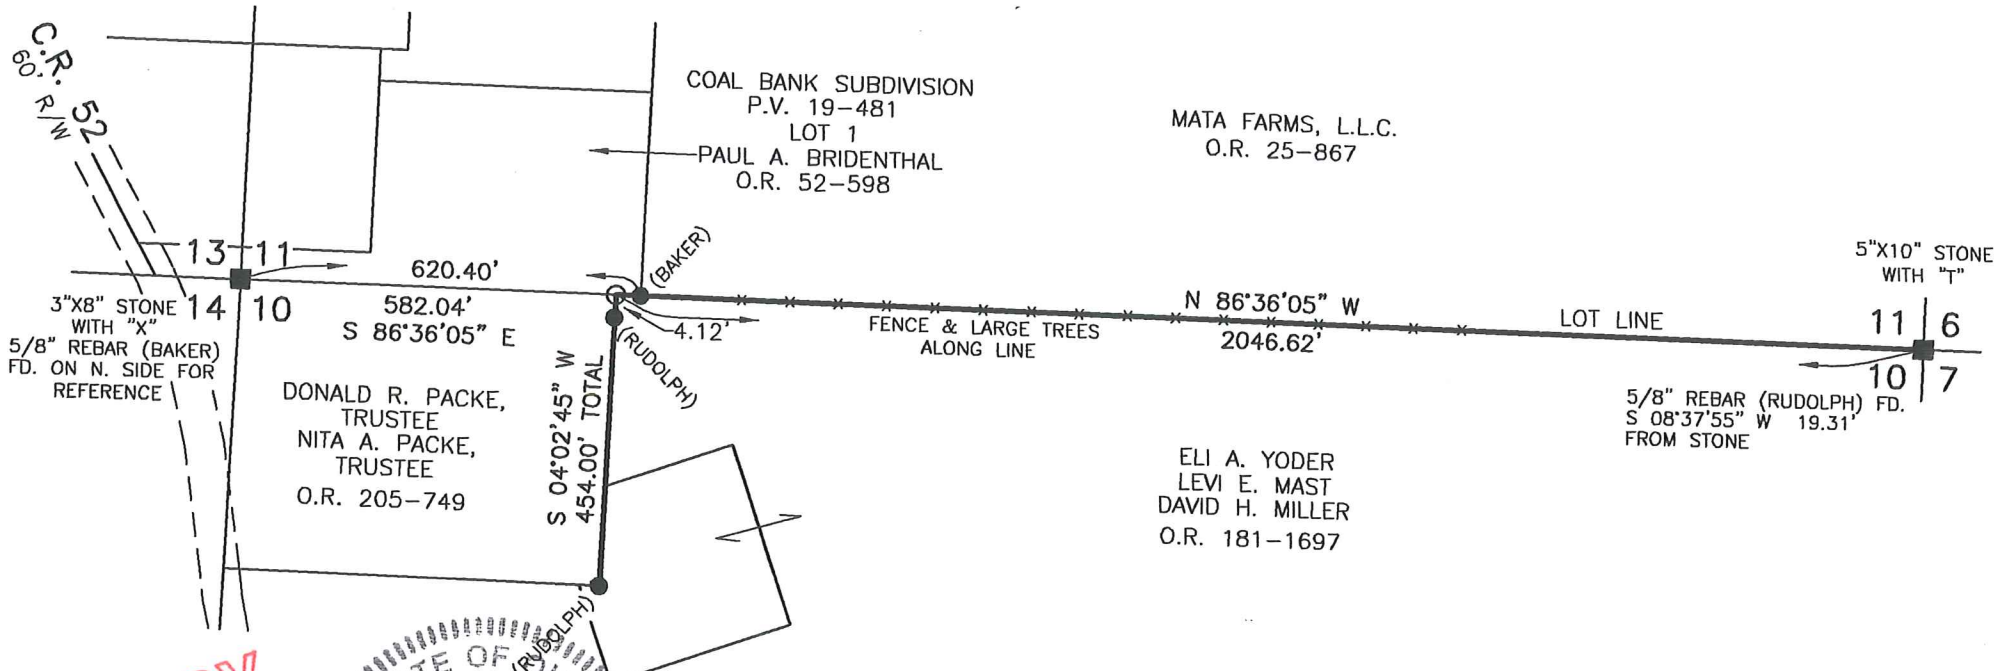 C.R. 52
60' R/W
COAL BANK SUBDIVISION
P.V. 19-481
LOT 1
PAUL A. BRIDENTHAL
O.R. 52-598
MATA FARMS, L.L.C.
O.R. 25-867
13
11
14
10
3"X8" STONE
WITH "X"
5/8" REBAR (BAKER)
FD. ON N. SIDE FOR
REFERENCE
620.40'
582.04'
S 86°36'05" E
(BAKER)
4.12'
(RUDOLPH)
S 04°02'45" W
454.00' TOTAL
N 86°36'05" W
2046.62'
FENCE & LARGE TREES
ALONG LINE
LOT LINE
5"X10" STONE
WITH "T"
11
6
10
7
5/8" REBAR (RUDOLPH) FD.
S 08°37'55" W 19.31'
FROM STONE
DONALD R. PACKE,
TRUSTEE
NITA A. PACKE,
TRUSTEE
O.R. 205-749
ELI A. YODER
LEVI E. MAST
DAVID H. MILLER
O.R. 181-1697
(RUDOLPH)
OF